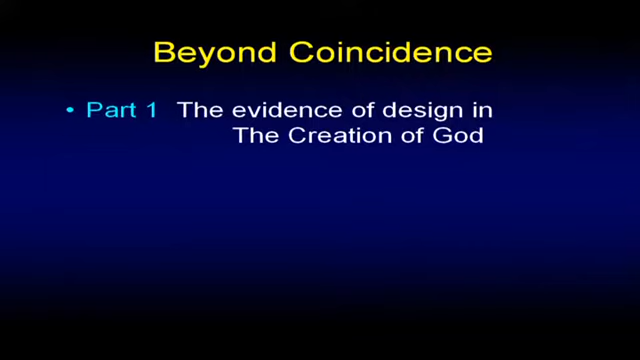 Beyond Coincidence
• Part 1 The evidence of design in
The Creation of God